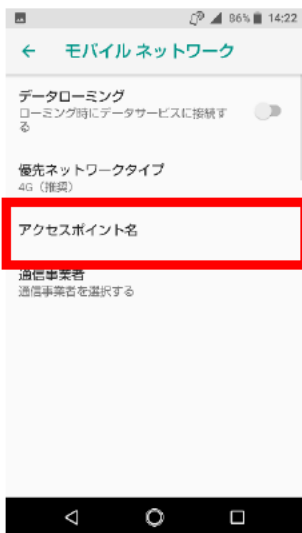 86% 14:22
モバイル ネットワーク
データローミング
ローミング時にデータサービスに接続す
る
優先ネットワークタイプ
4G（推奨）
アクセスポイント名
通信事業者
通信事業者を選択する